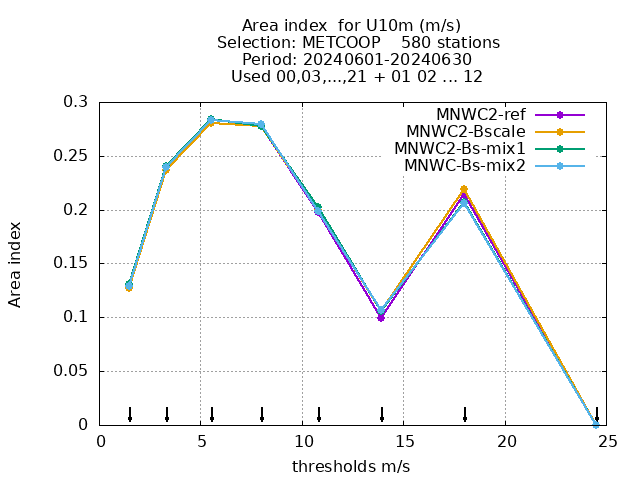 Area index  for U10m (m/s)
Selection: METCOOP    580 stations
Period: 20240601-20240630
Used 00,03,...,21 + 01 02 ... 12
MNWC2-ref
MNWC2-Bscale
MNWC2-Bs-mix1
MNWC-Bs-mix2
Area index
0.3
0.25
0.2
0.15
0.1
0.05
0
0 5 10 15 20 25
thresholds m/s